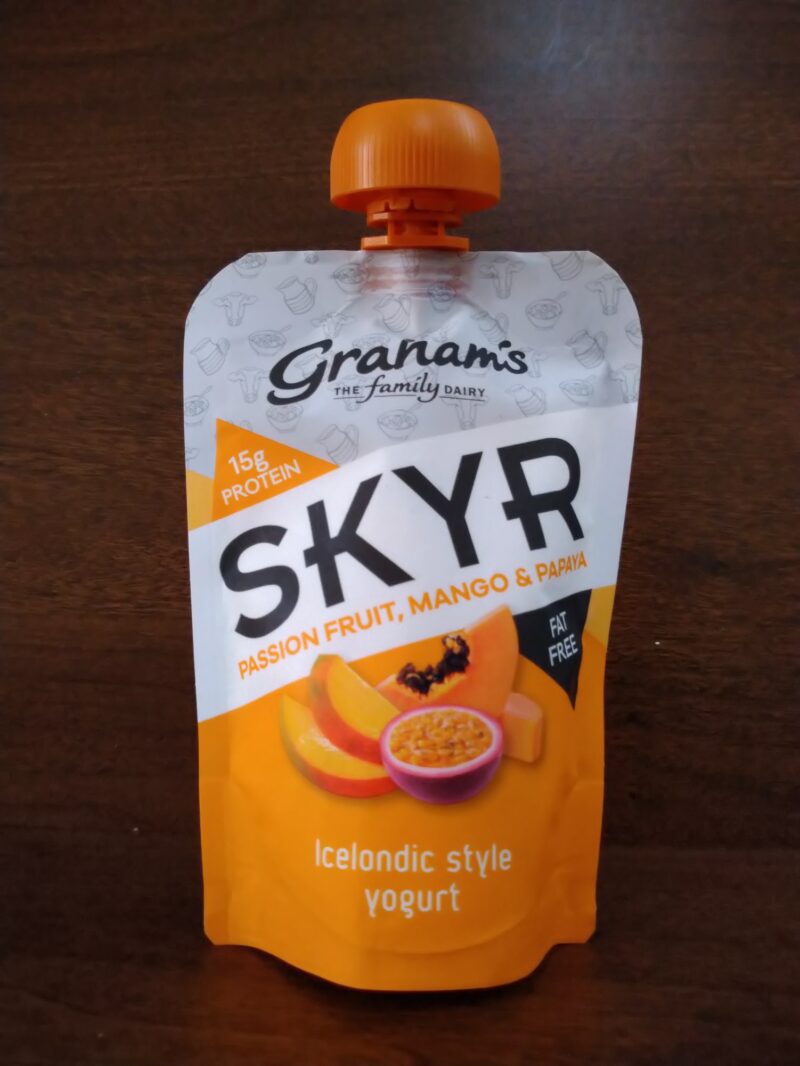 Graham's
THE family DAIRY
15g
PROTEIN
SKYR
PASSION FRUIT, MANGO & PAPAYA
FAT
FREE
Icelandic style
yogurt